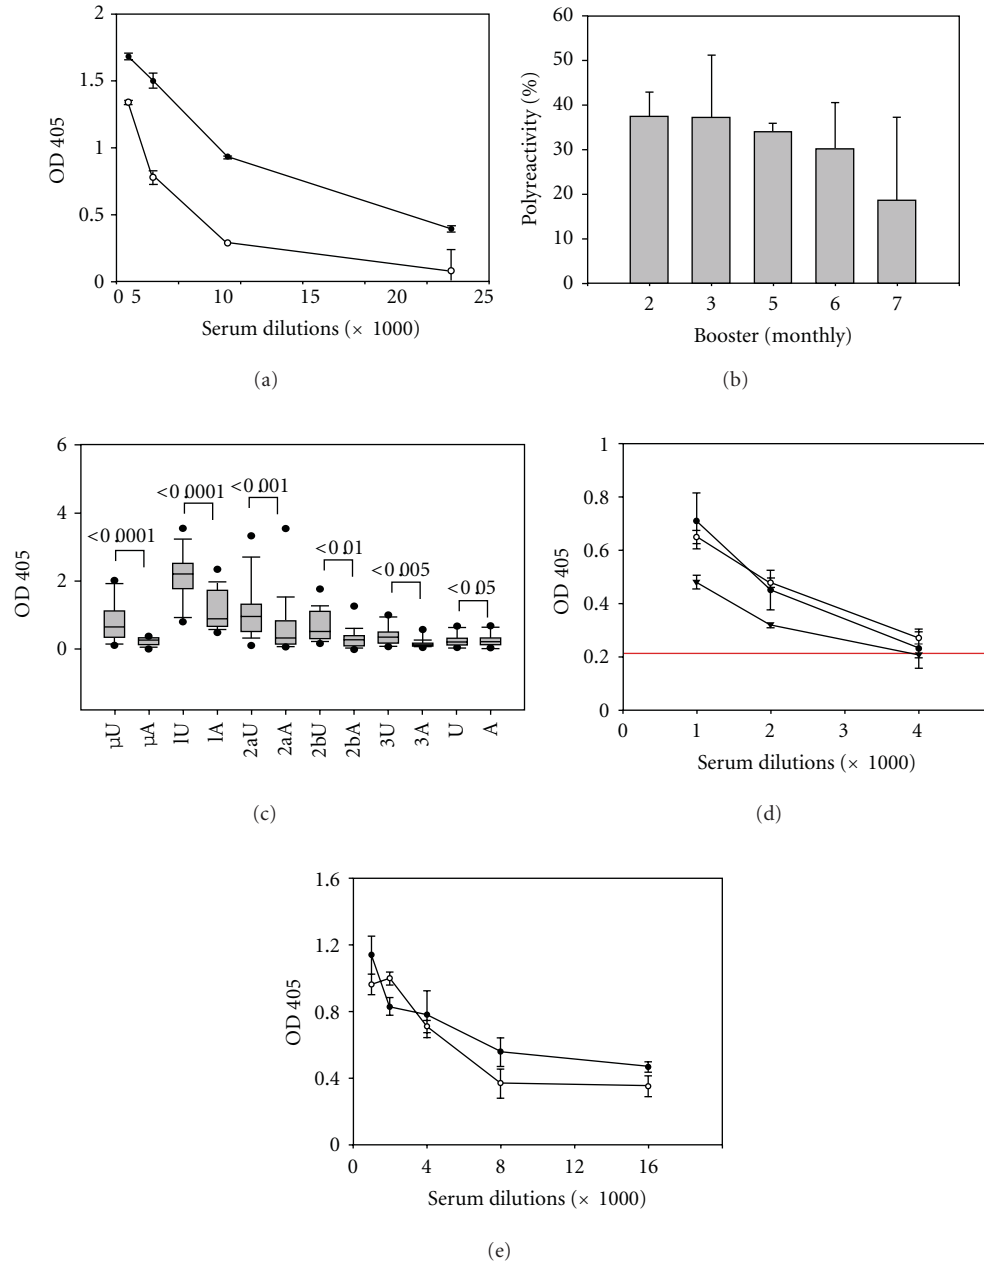 2
1.5
1
0.5
0
OD 405
0 5 10 15 20 25
Serum dilutions (× 1000)
(a)
60
50
40
30
20
10
0
Polyreactivity (%)
2 3 5 6 7
Booster (monthly)
(b)
6
4
2
0
OD 405
<0.0001
<0.0001
<0.001
<0.01
<0.005
<0.05
μU μA 1U 1A 2aU 2aA 2bU 2bA 3U 3A U A
(c)
1
0.8
0.6
0.4
0.2
0
OD 405
0 1 2 3 4
Serum dilutions (× 1000)
(d)
1.6
1.2
0.8
0.4
0
OD 405
0 4 8 12 16
Serum dilutions (× 1000)
(e)